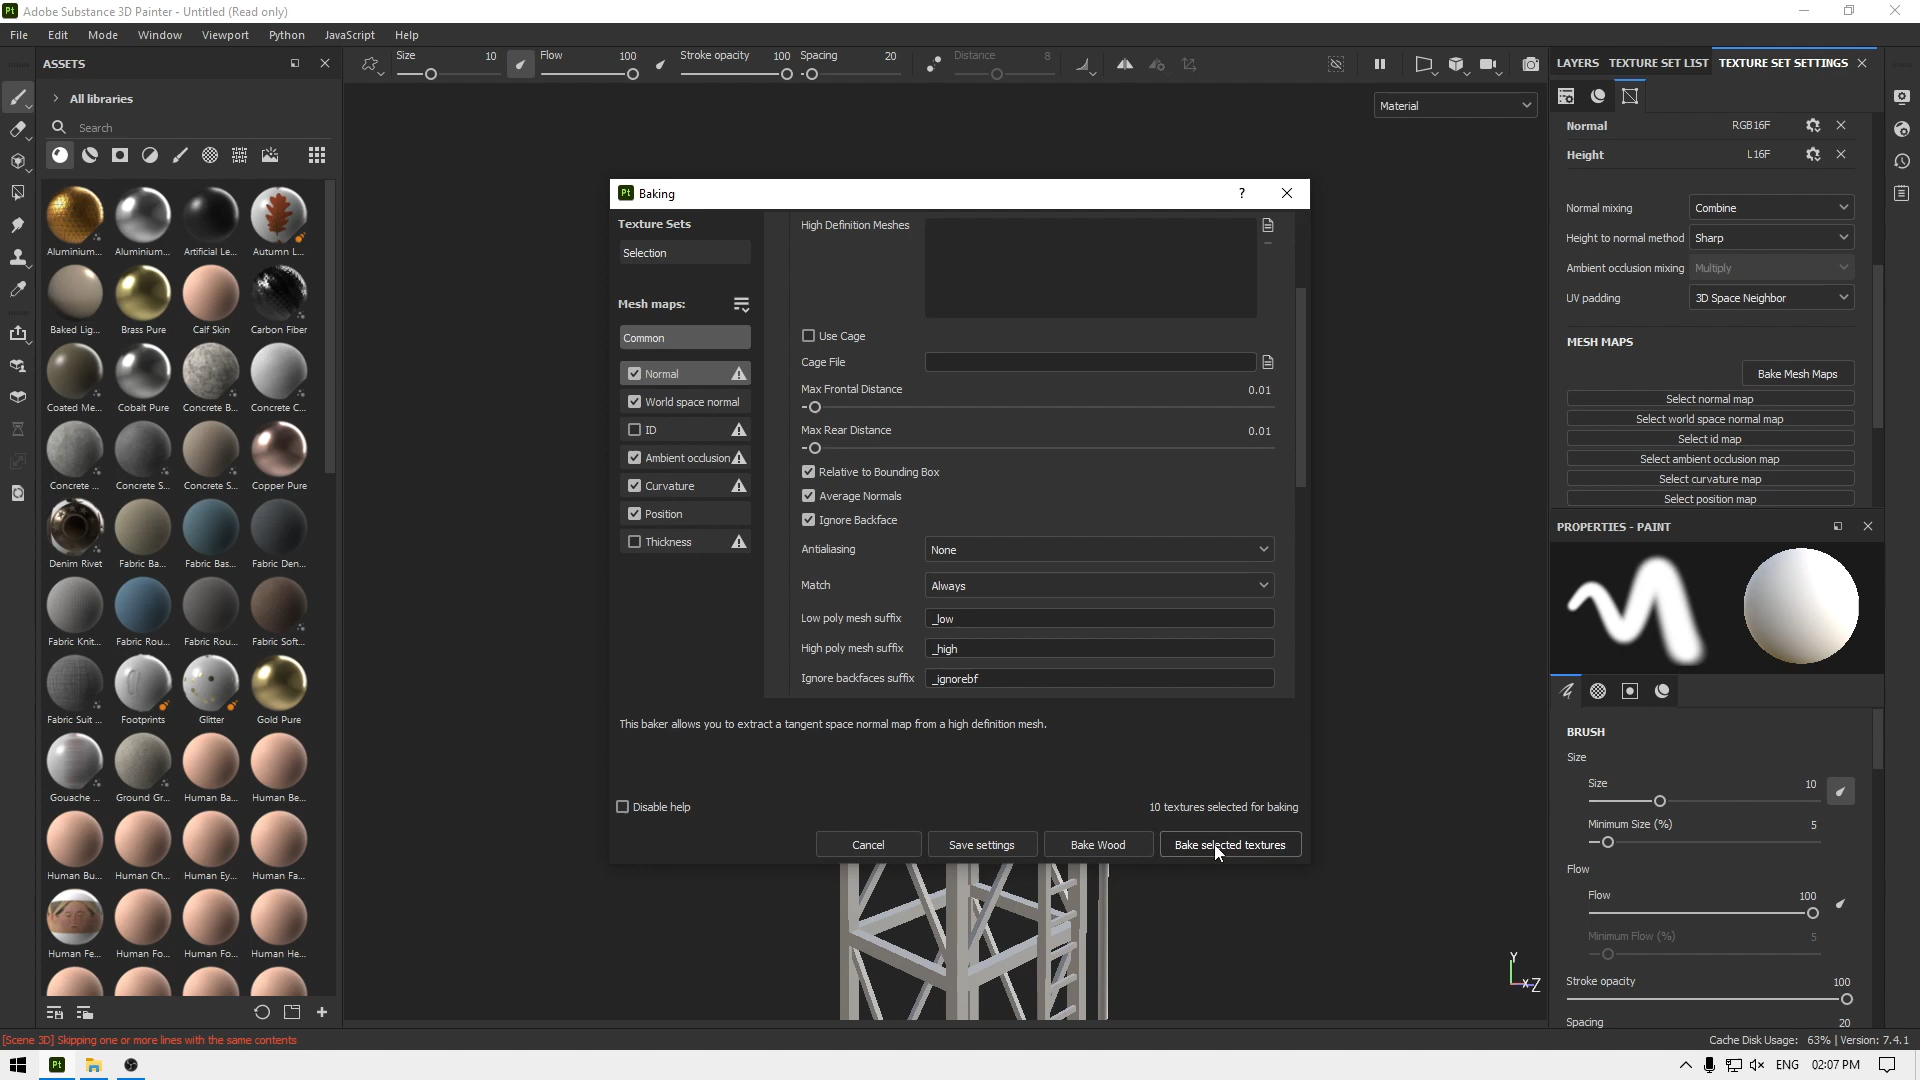 Adobe Substance 3D Painter - Untitled (Read only)
File Edit Mode Window Viewport Python JavaScript Help
Size 10 Flow 100 Stroke opacity 100 Spacing 20 Distance 8
ASSETS
All libraries
Search
Aluminium... Aluminium... Artificial Le... Autumn L...
Baked Lig... Brass Pure Calf Skin Carbon Fiber
Coated Me... Cobalt Pure Concrete B... Concrete C...
Concrete ... Concrete S... Concrete S... Copper Pure
Denim Rivet Fabric Ba... Fabric Bas... Fabric Den...
Fabric Knit... Fabric Rou... Fabric Rou... Fabric Soft...
Fabric Suit ... Footprints Glitter Gold Pure
Gouache ... Ground Gr... Human Ba... Human Be...
Human Bu... Human Ch... Human Ey... Human Fa...
Human Fe... Human Fo... Human Fo... Human He...
Material
Baking
?
Texture Sets
Selection
Mesh maps:
Common
Normal
World space normal
ID
Ambient occlusion
Curvature
Position
Thickness
High Definition Meshes
Use Cage
Cage File
Max Frontal Distance 0.01
Max Rear Distance 0.01
Relative to Bounding Box
Average Normals
Ignore Backface
Antialiasing None
Match Always
Low poly mesh suffix _low
High poly mesh suffix _high
Ignore backfaces suffix _ignorebf
This baker allows you to extract a tangent space normal map from a high definition mesh.
Disable help
10 textures selected for baking
Cancel Save settings Bake Wood Bake selected textures
Y
X Z
LAYERS TEXTURE SET LIST TEXTURE SET SETTINGS
Normal RGB16F
Height L16F
Normal mixing Combine
Height to normal method Sharp
Ambient occlusion mixing Multiply
UV padding 3D Space Neighbor
MESH MAPS
Bake Mesh Maps
Select normal map
Select world space normal map
Select id map
Select ambient occlusion map
Select curvature map
Select position map
PROPERTIES - PAINT
BRUSH
Size
Size 10
Minimum Size (%) 5
Flow
Flow 100
Minimum Flow (%) 5
Stroke opacity 100
Spacing 20
[Scene 3D] Skipping one or more lines with the same contents
Cache Disk Usage: 63% | Version: 7.4.1
Pt
ENG 02:07 PM